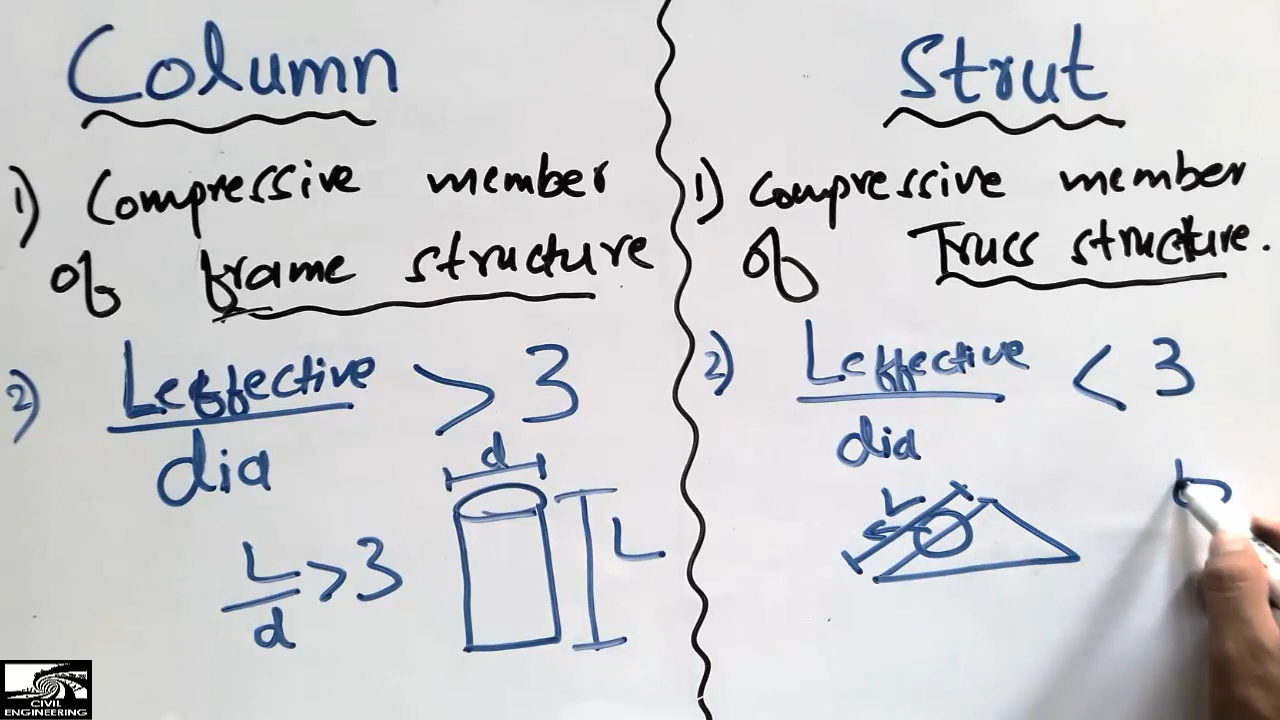 Column
1) Compressive member
of frame structure
2) Leffective
dia
> 3
d
L
L
d
>3
Strut
1) Compressive member
of Truss structure.
2) Leffective
dia
< 3
L
CIVIL
ENGINEERING